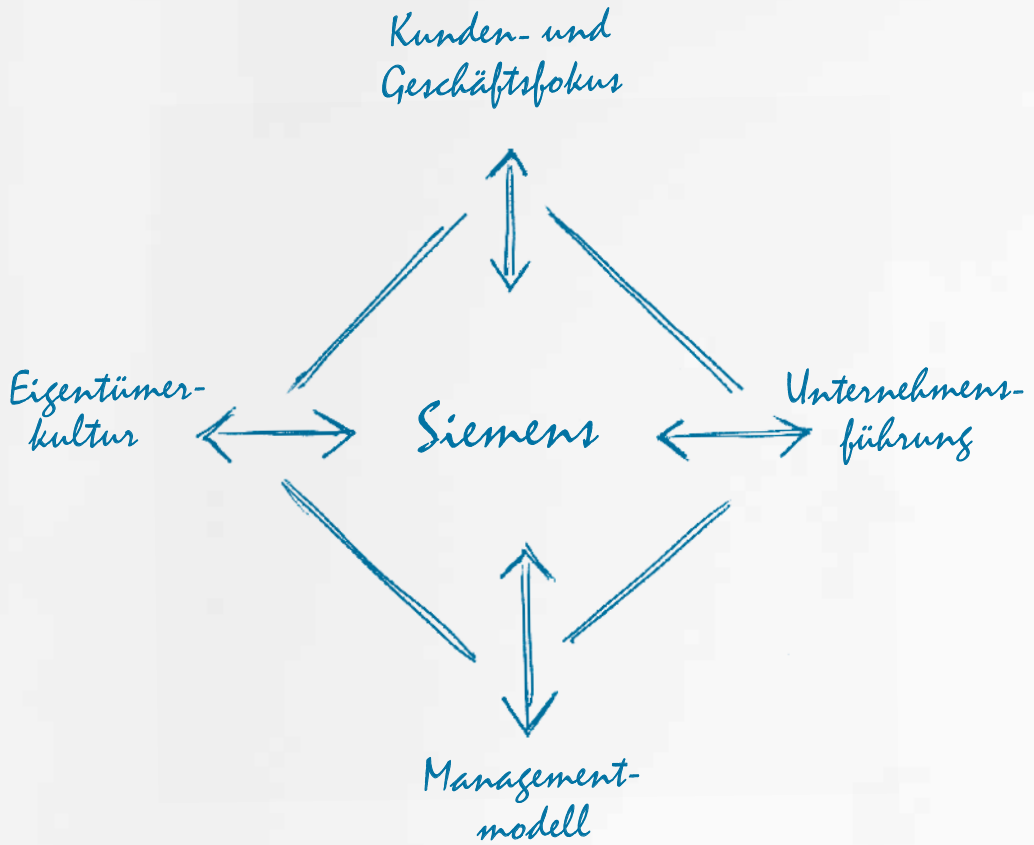 Kunden- und
Geschäftsfokus
Eigentümer-
kultur
Siemens
Unternehmens-
führung
Management-
modell